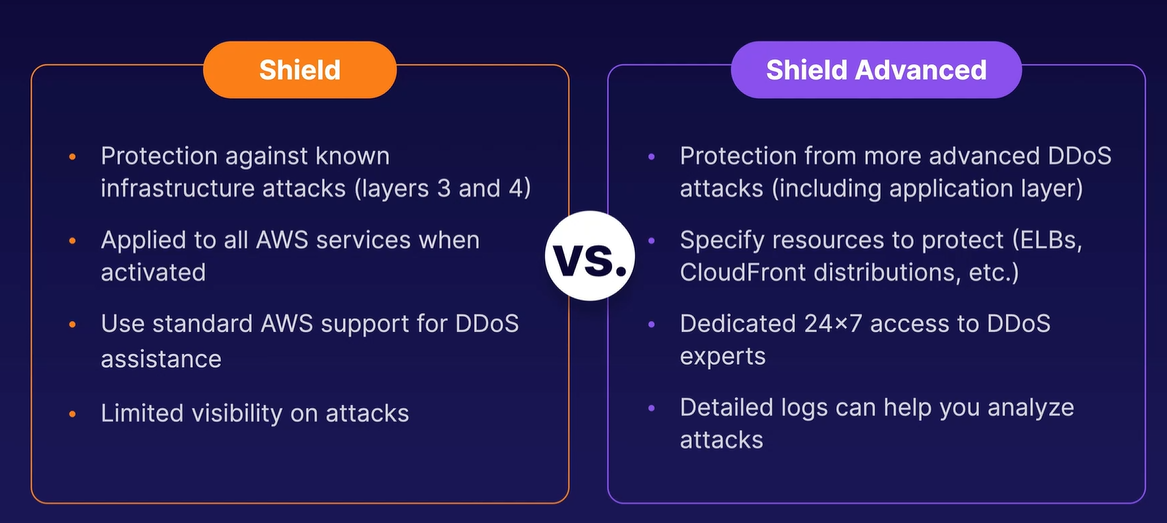 Shield
• Protection against known
infrastructure attacks (layers 3 and 4)
• Applied to all AWS services when
activated
• Use standard AWS support for DDoS
assistance
• Limited visibility on attacks
vs.
Shield Advanced
• Protection from more advanced DDoS
attacks (including application layer)
• Specify resources to protect (ELBs,
CloudFront distributions, etc.)
• Dedicated 24×7 access to DDoS
experts
• Detailed logs can help you analyze
attacks